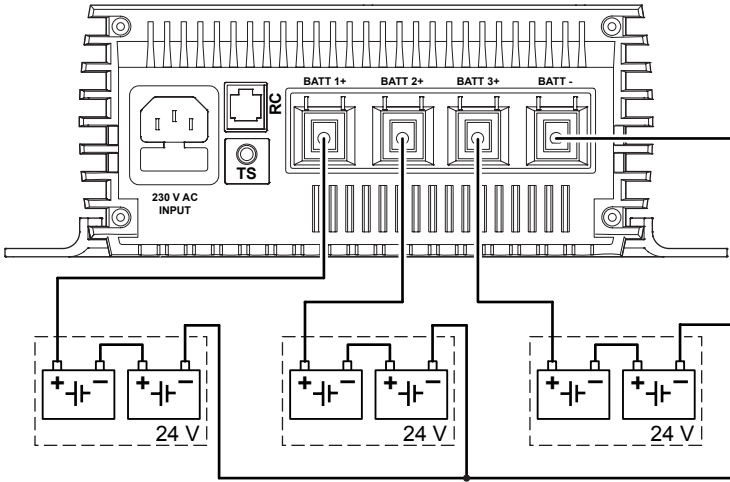 BATT 1+ BATT 2+ BATT 3+ BATT -
RC
TS
230 V AC
INPUT
+ − + − + − + − + − + −
24 V 24 V 24 V